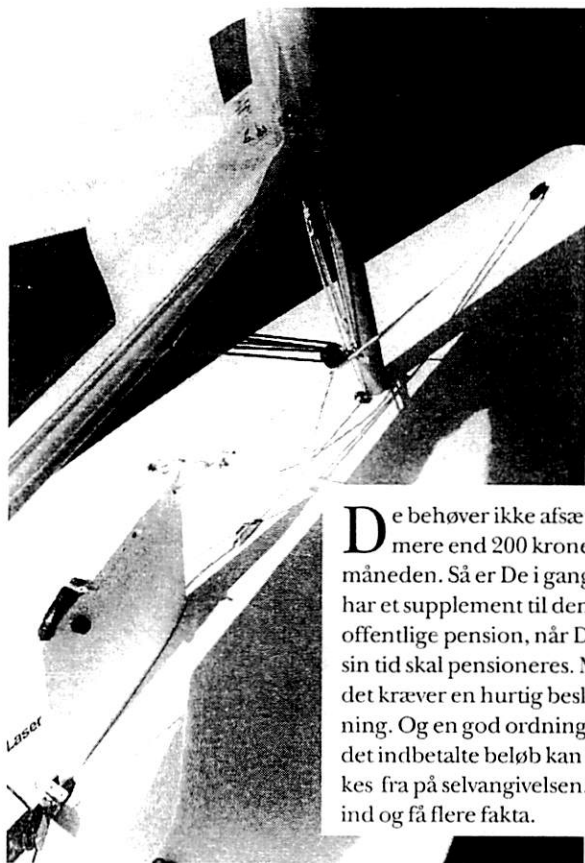 Laser
De behøver ikke afsæ
mere end 200 krone
måneden. Så er De i gang
har et supplement til den
offentlige pension, når D
sin tid skal pensioneres. M
det kræver en hurtig besl
ning. Og en god ordning
det indbetalte beløb kan
kes fra på selvangivelsen.
ind og få flere fakta.